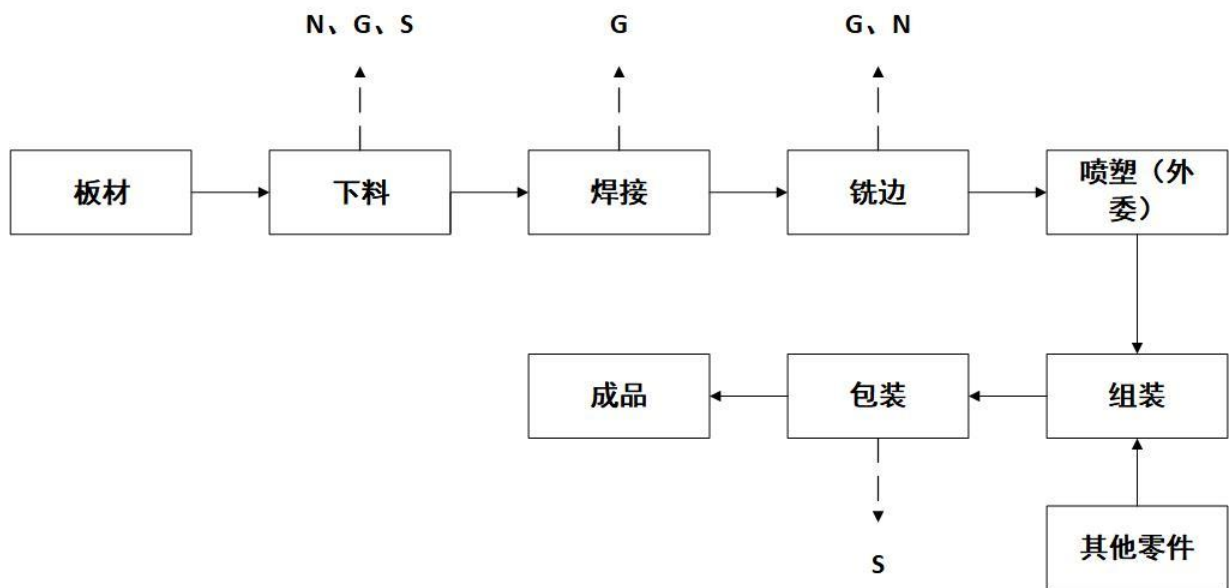 N、G、S
G
G、N
板材
下料
焊接
铣边
喷塑（外
委）
成品
包装
组装
S
其他零件